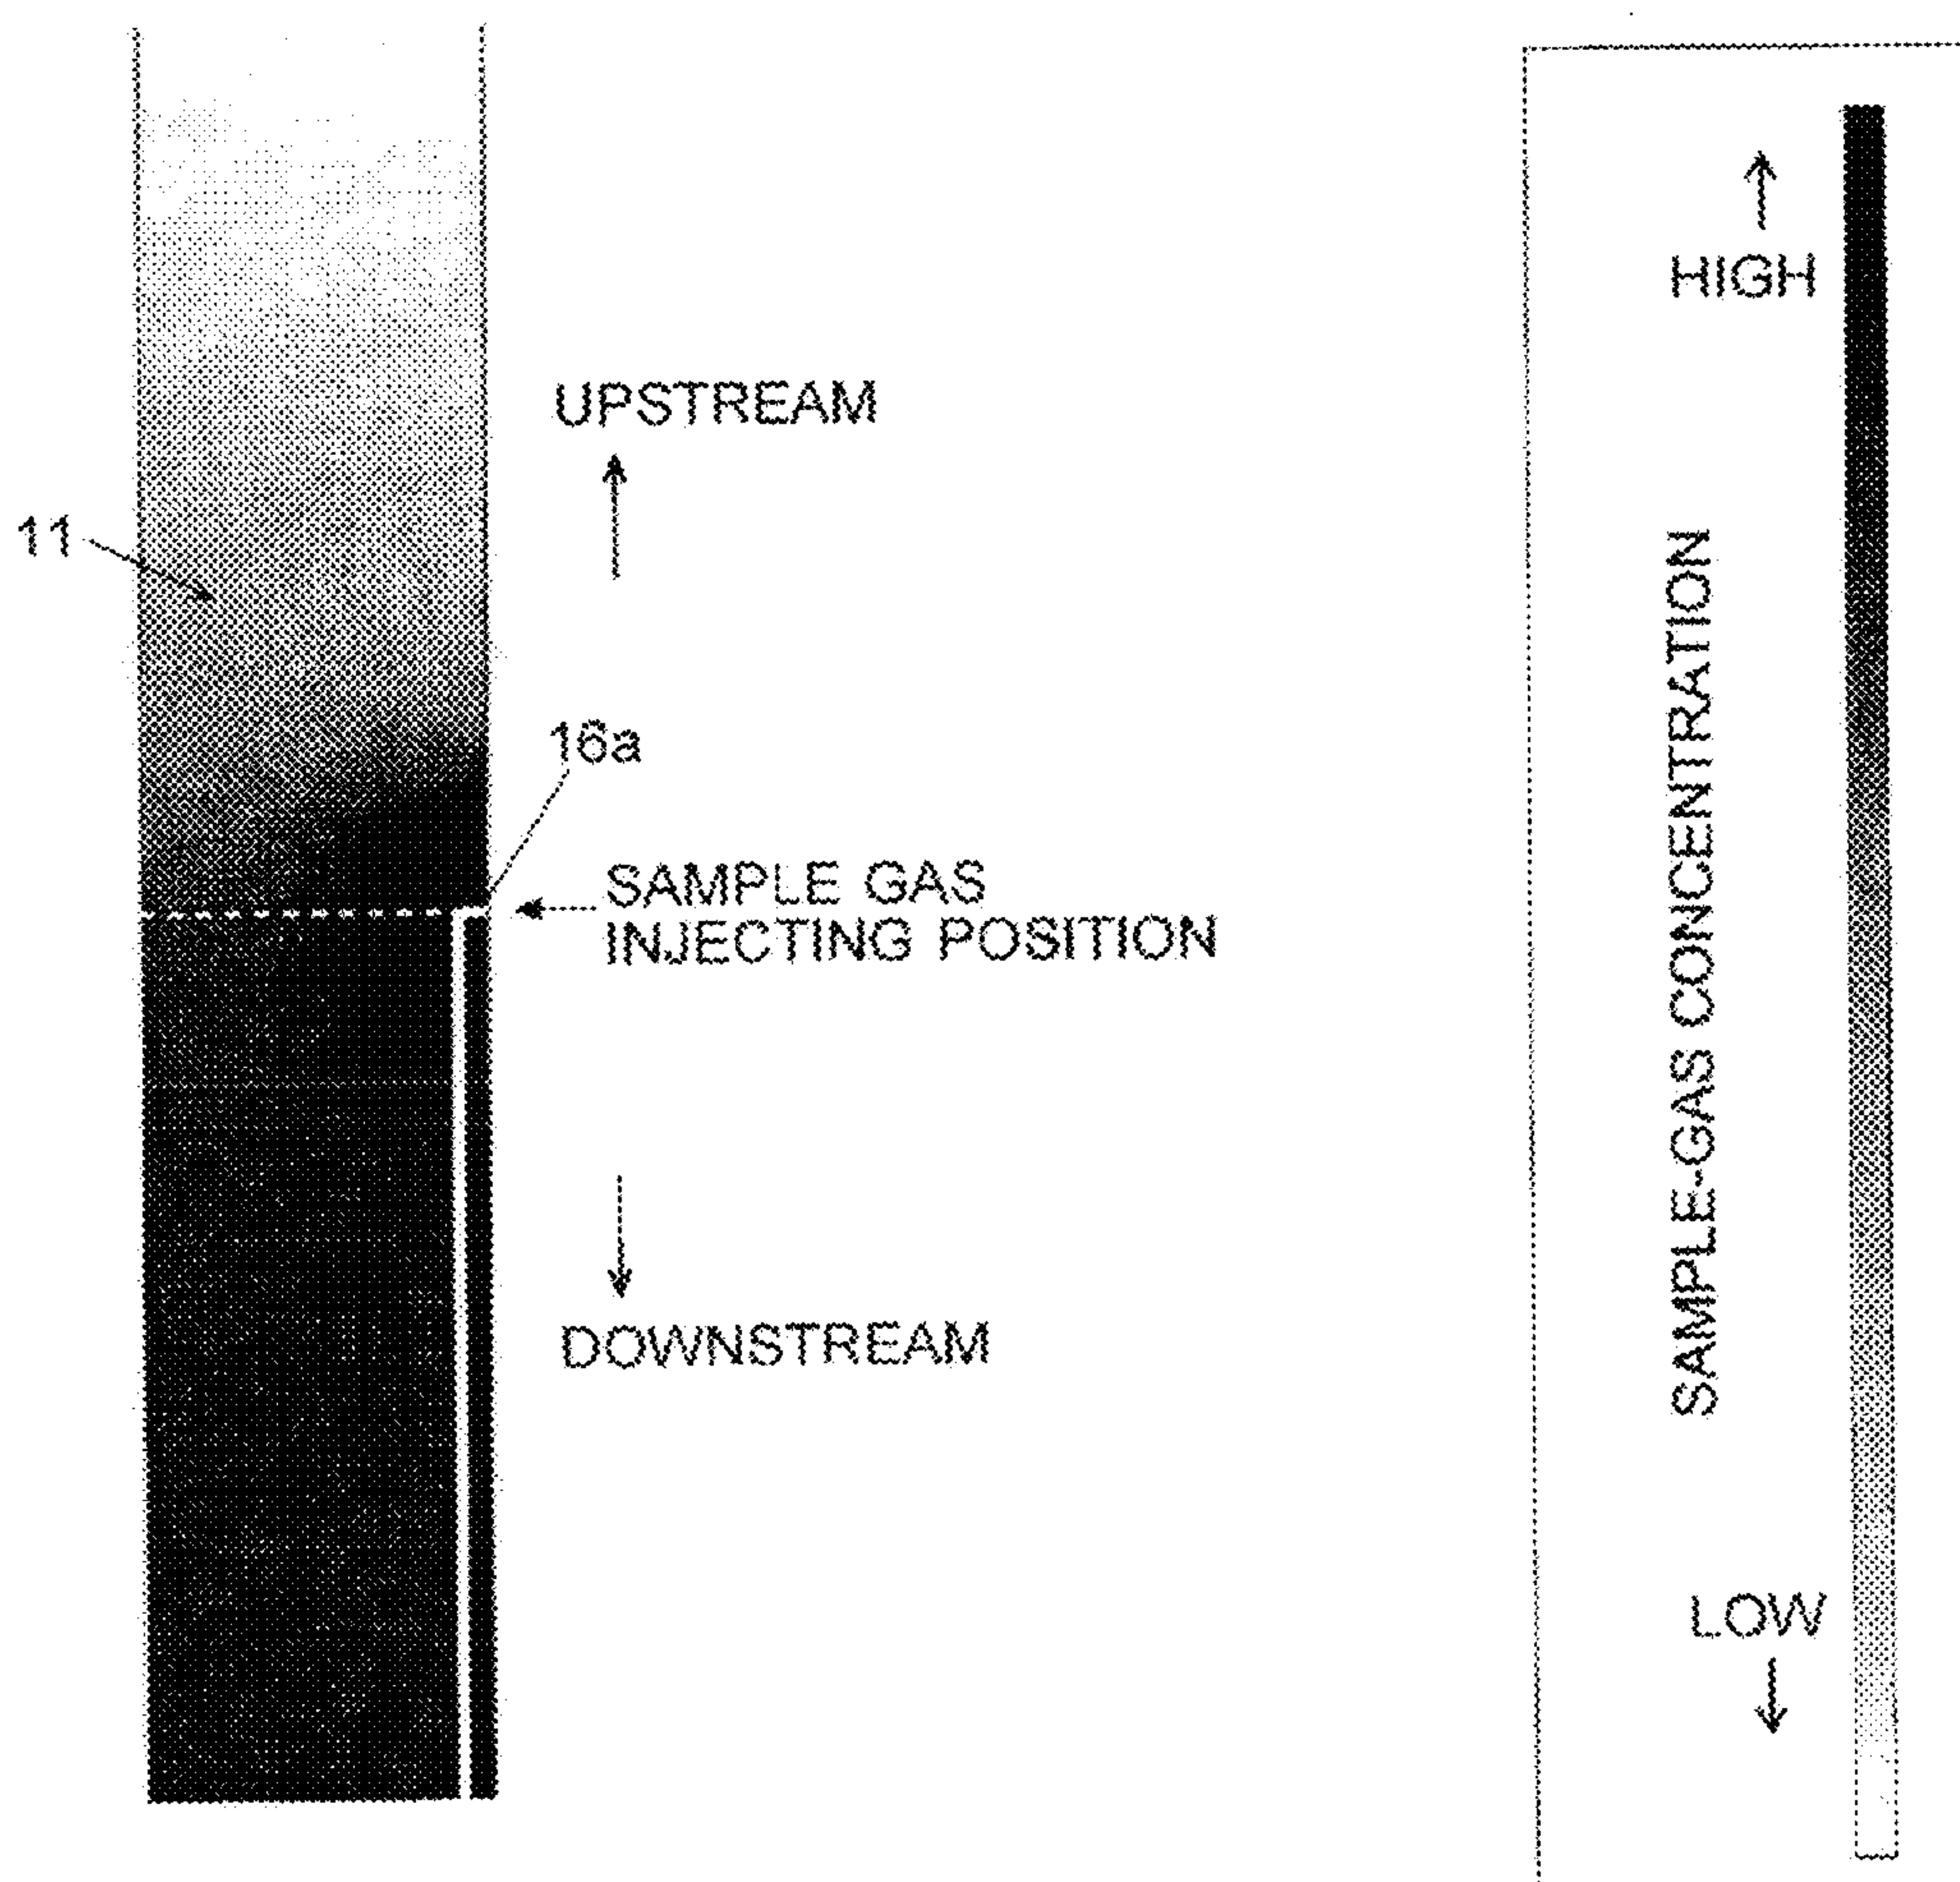 UPSTREAM
11
16a
SAMPLE GAS
INJECTING POSITION
DOWNSTREAM
HIGH
SAMPLE-GAS CONCENTRATION
LOW